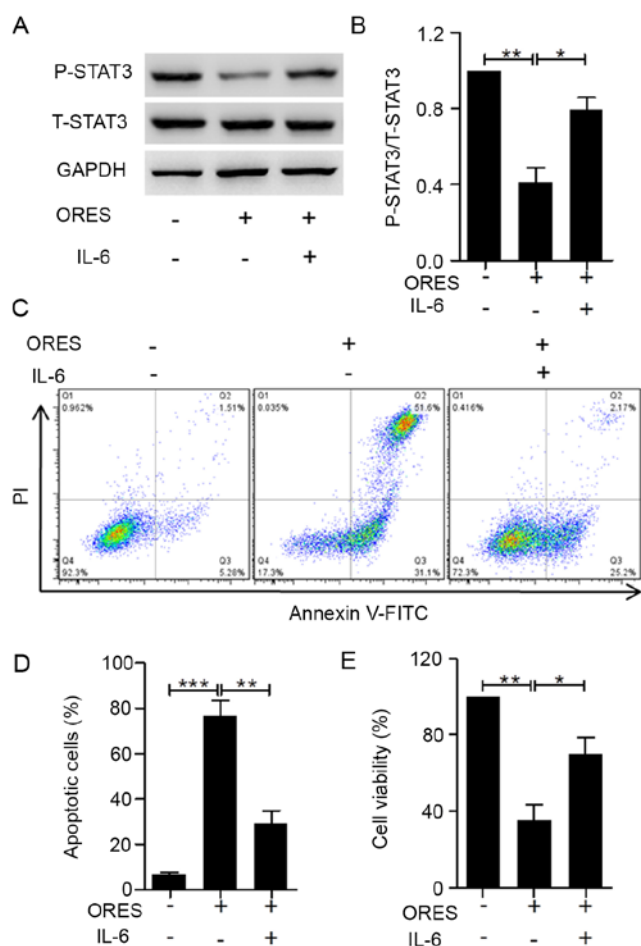 A
P-STAT3
T-STAT3
GAPDH
ORES - + +
IL-6 - - +
B
P-STAT3/T-STAT3
1.2
0.8
0.4
0.0
** *
ORES - + +
IL-6 - - +
C
ORES - + +
IL-6 - - +
Q1 0.962%
Q2 1.51%
Q4 92.3%
Q3 5.28%
Q1 0.035%
Q2 51.6%
Q4 17.3%
Q3 31.1%
Q1 0.416%
Q2 2.17%
Q4 72.3%
Q3 25.2%
PI
Annexin V-FITC
D
Apoptotic cells (%)
100
80
60
40
20
0
*** **
ORES - + +
IL-6 - - +
E
Cell viability (%)
120
80
40
0
** *
ORES - + +
IL-6 - - +